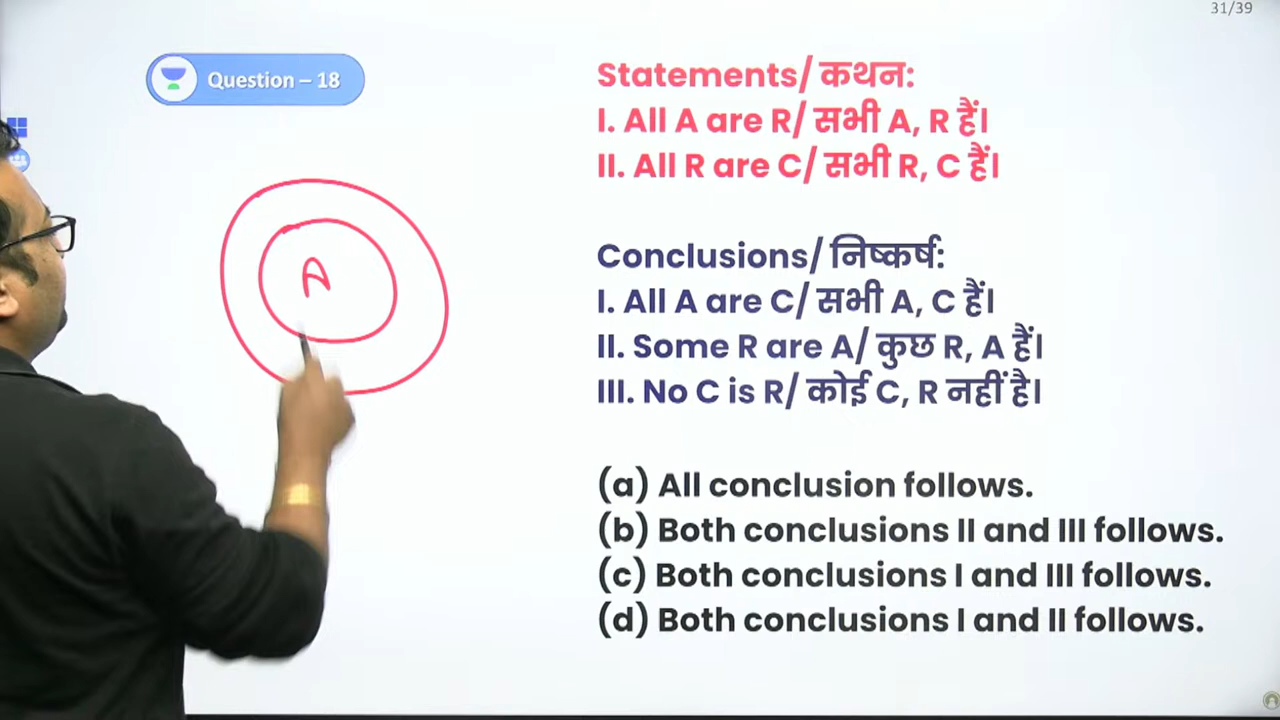 31/39
Question – 18
Statements/ कथन:
I. All A are R/ सभी A, R हैं।
II. All R are C/ सभी R, C हैं।
A
Conclusions/ निष्कर्ष:
I. All A are C/ सभी A, C हैं।
II. Some R are A/ कुछ R, A हैं।
III. No C is R/ कोई C, R नहीं है।
(a) All conclusion follows.
(b) Both conclusions II and III follows.
(c) Both conclusions I and III follows.
(d) Both conclusions I and II follows.